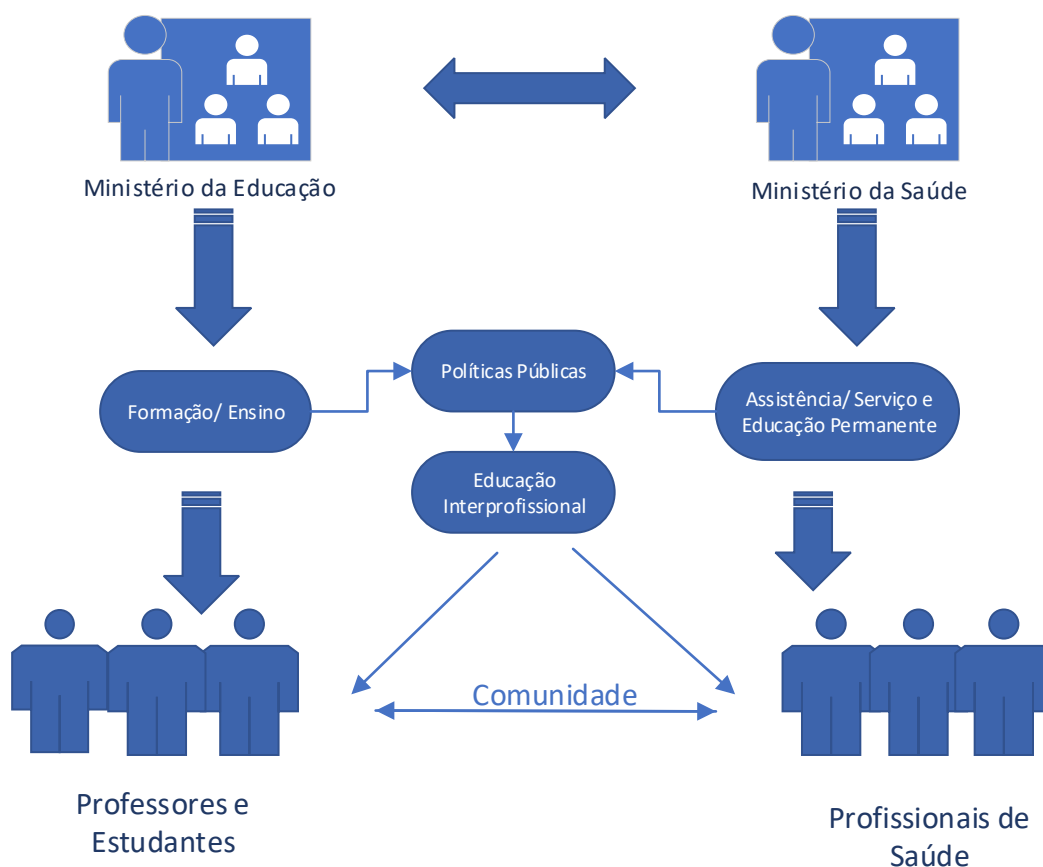 Ministério da Educação
Ministério da Saúde
Políticas Públicas
Formação/ Ensino
Assistência/ Serviço e
Educação Permanente
Educação
Interprofissional
Comunidade
Professores e
Estudantes
Profissionais de
Saúde